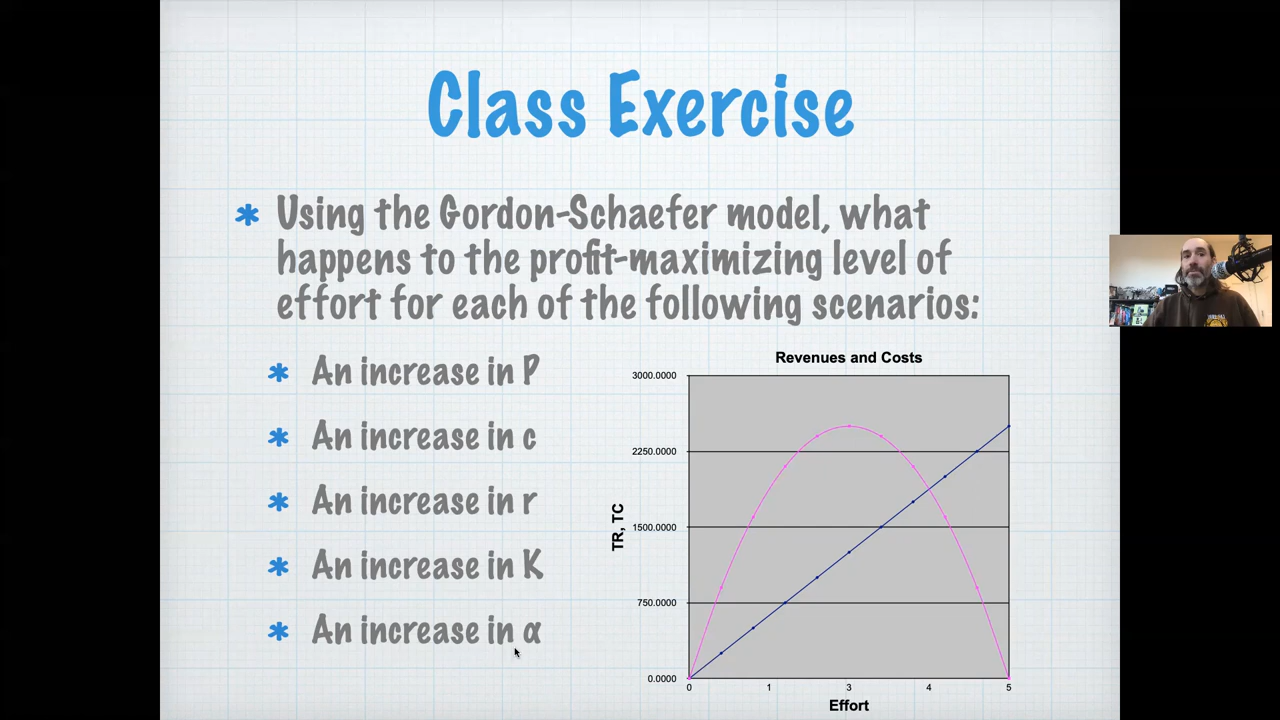 Class Exercise
* Using the Gordon-Schaefer model, what
happens to the profit-maximizing level of
effort for each of the following scenarios:
* An increase in P
* An increase in c
* An increase in r
* An increase in K
* An increase in α
Revenues and Costs
3000.0000
2250.0000
1500.0000
750.0000
0.0000
TR, TC
0 1 3 4 5
Effort